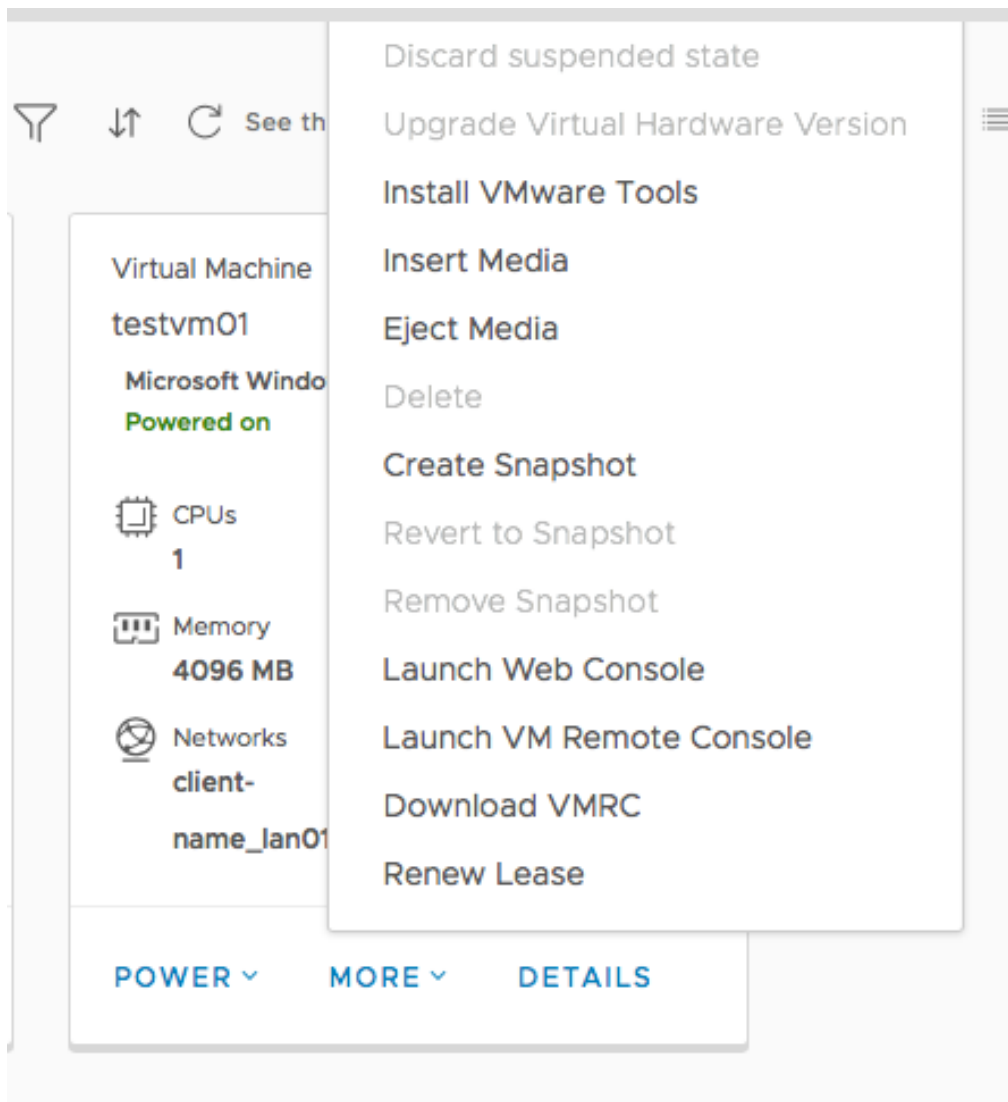 Discard suspended state
See th
Upgrade Virtual Hardware Version
Install VMware Tools
Insert Media
Eject Media
Delete
Create Snapshot
Revert to Snapshot
Remove Snapshot
Launch Web Console
Launch VM Remote Console
Download VMRC
Renew Lease
Virtual Machine
testvm01
Microsoft Windo
Powered on
CPUs
1
Memory
4096 MB
Networks
client-
name_lan01
POWER MORE DETAILS